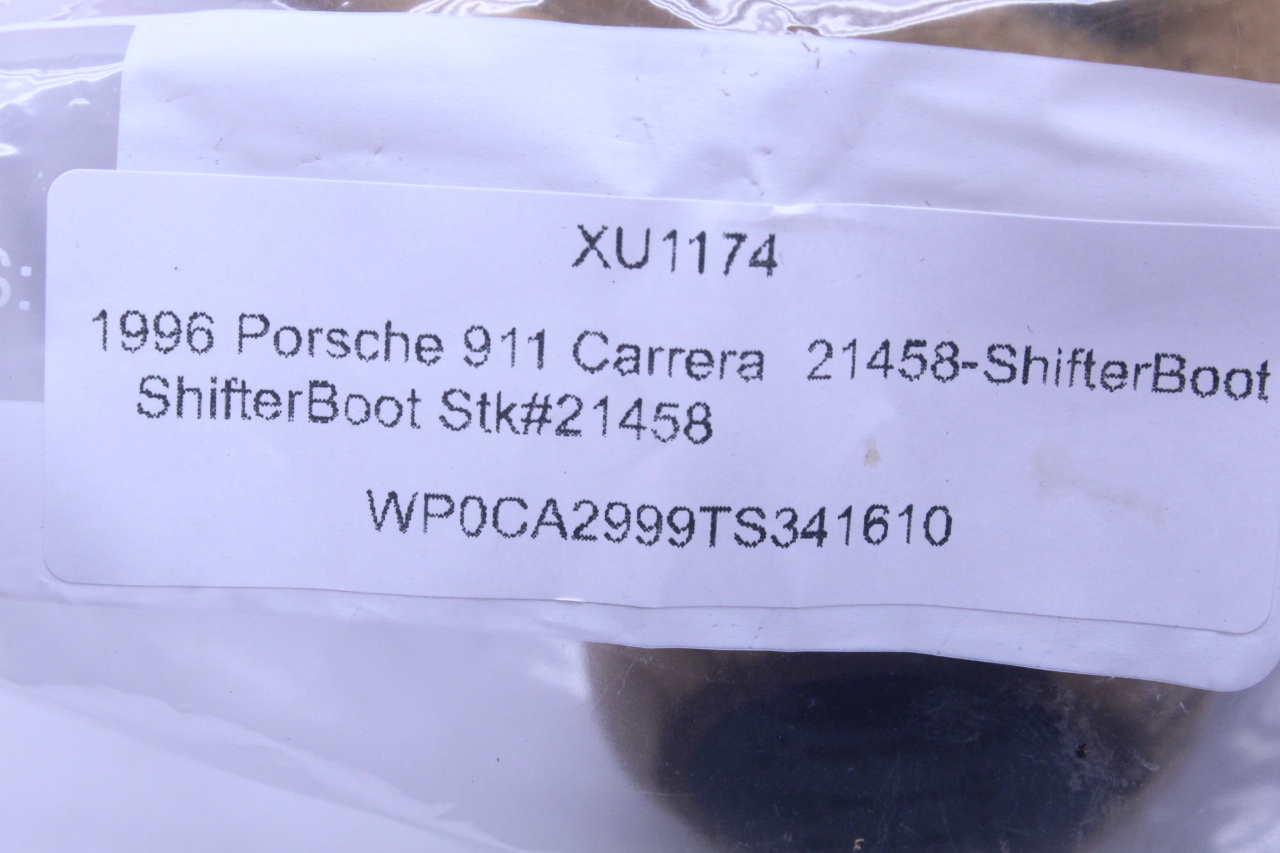 XU1174
1996 Porsche 911 Carrera 21458-ShifterBoot
ShifterBoot Stk#21458
WP0CA2999TS341610
S: